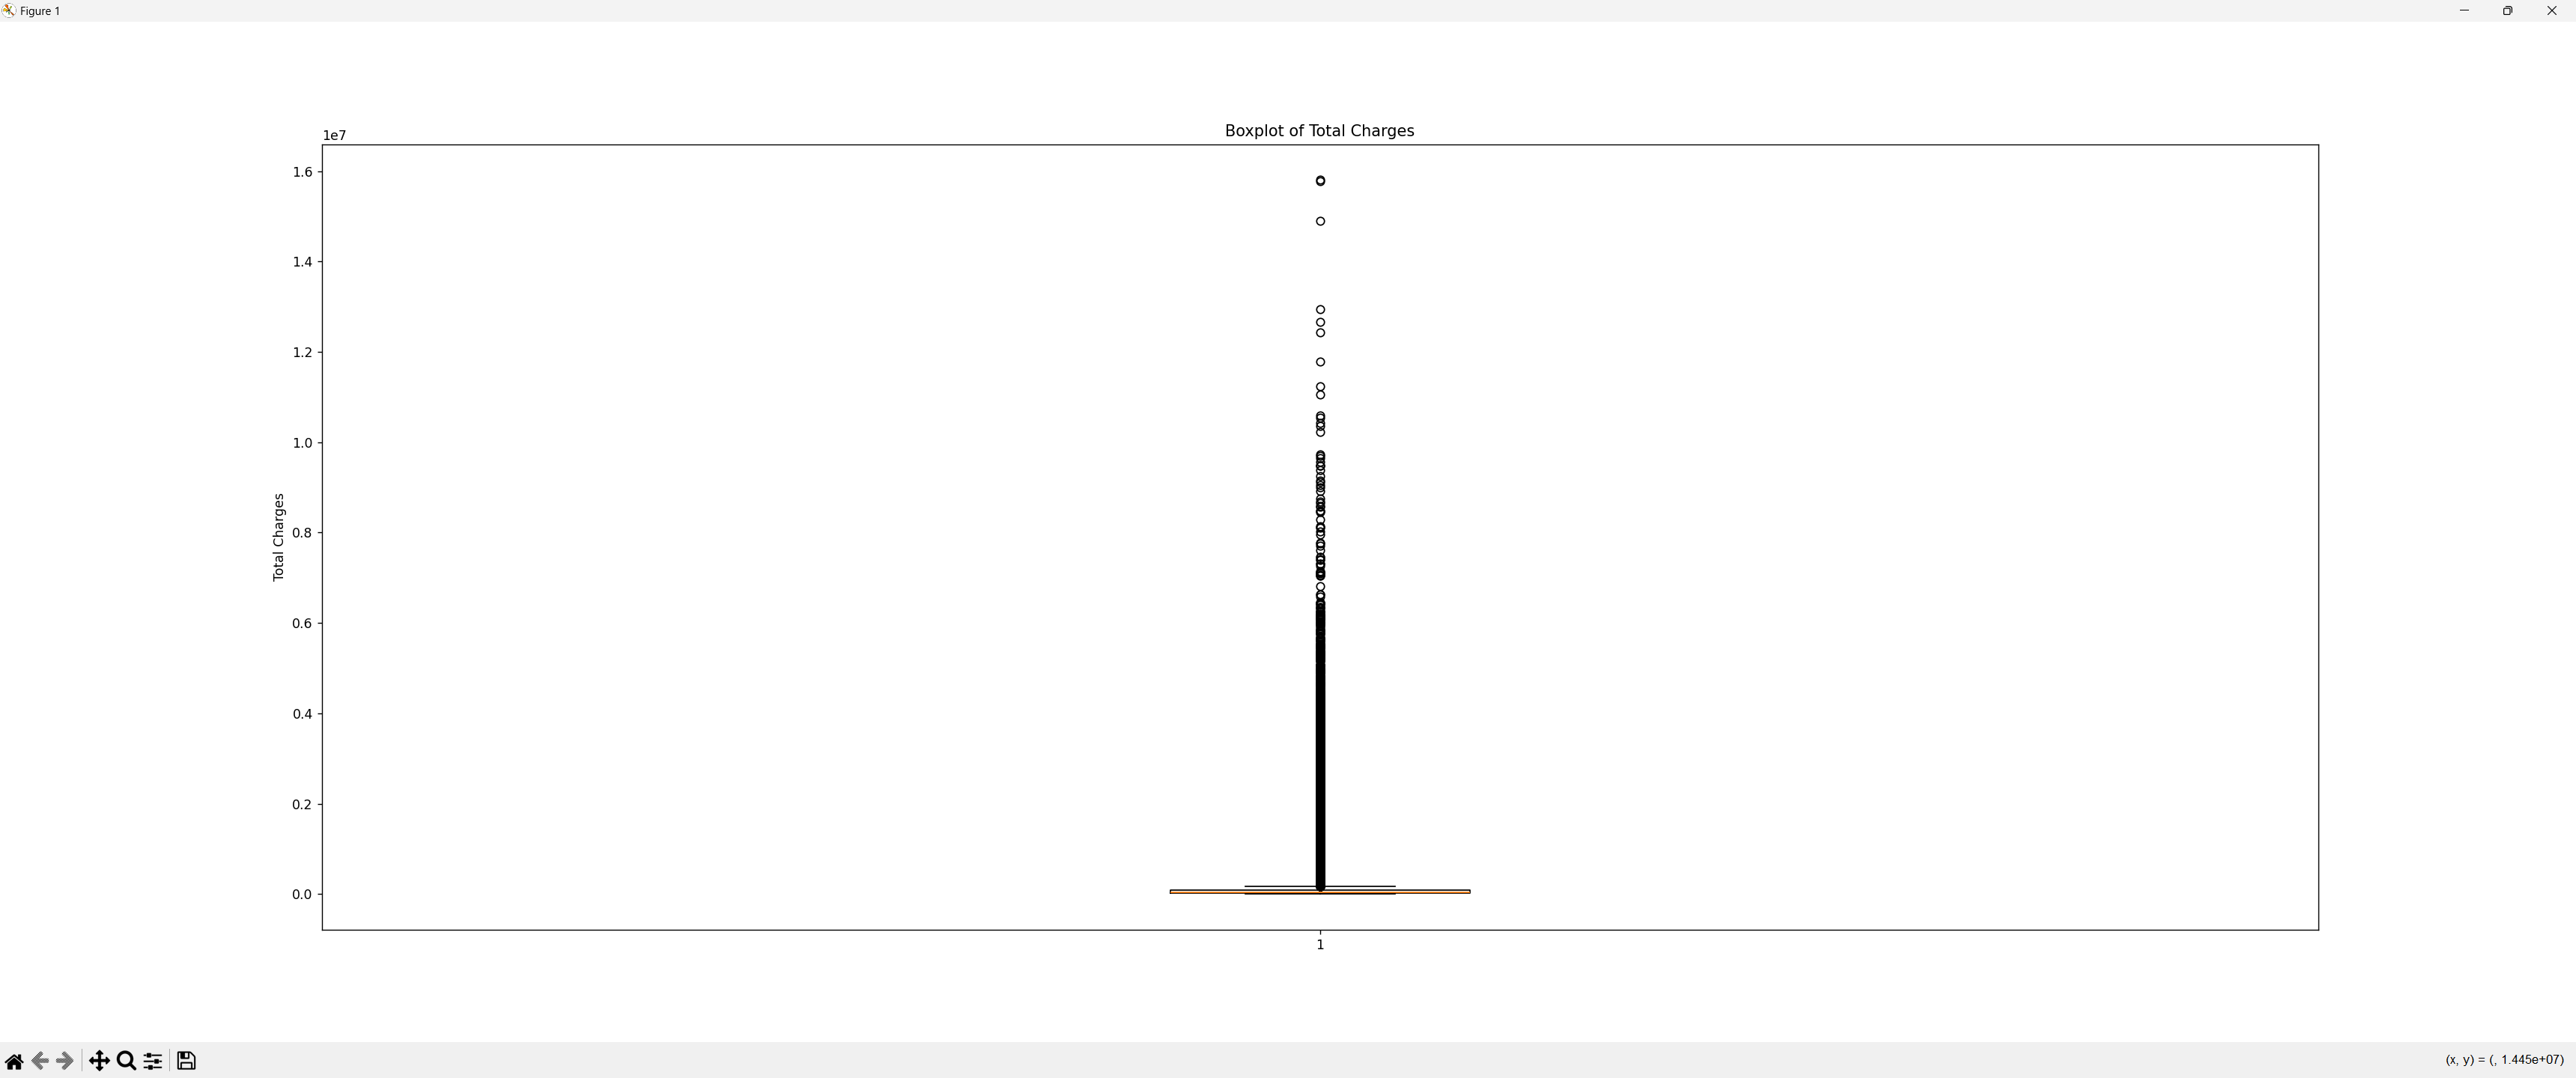 Figure 1
Boxplot of Total Charges
1e7
1.6
1.4
1.2
1.0
0.8
0.6
0.4
0.2
0.0
Total Charges
1
(x, y) = (, 1.445e+07)